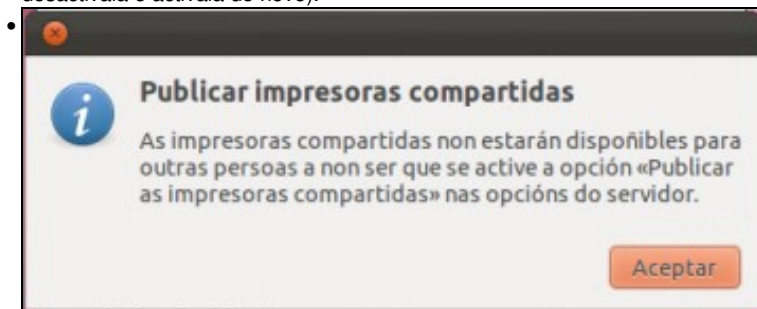 Publicar impresoras compartidas
As impresoras compartidas non estarán dispoñibles para
outras persoas a non ser que se active a opción «Publicar
as impresoras compartidas» nas opcións do servidor.
Aceptar